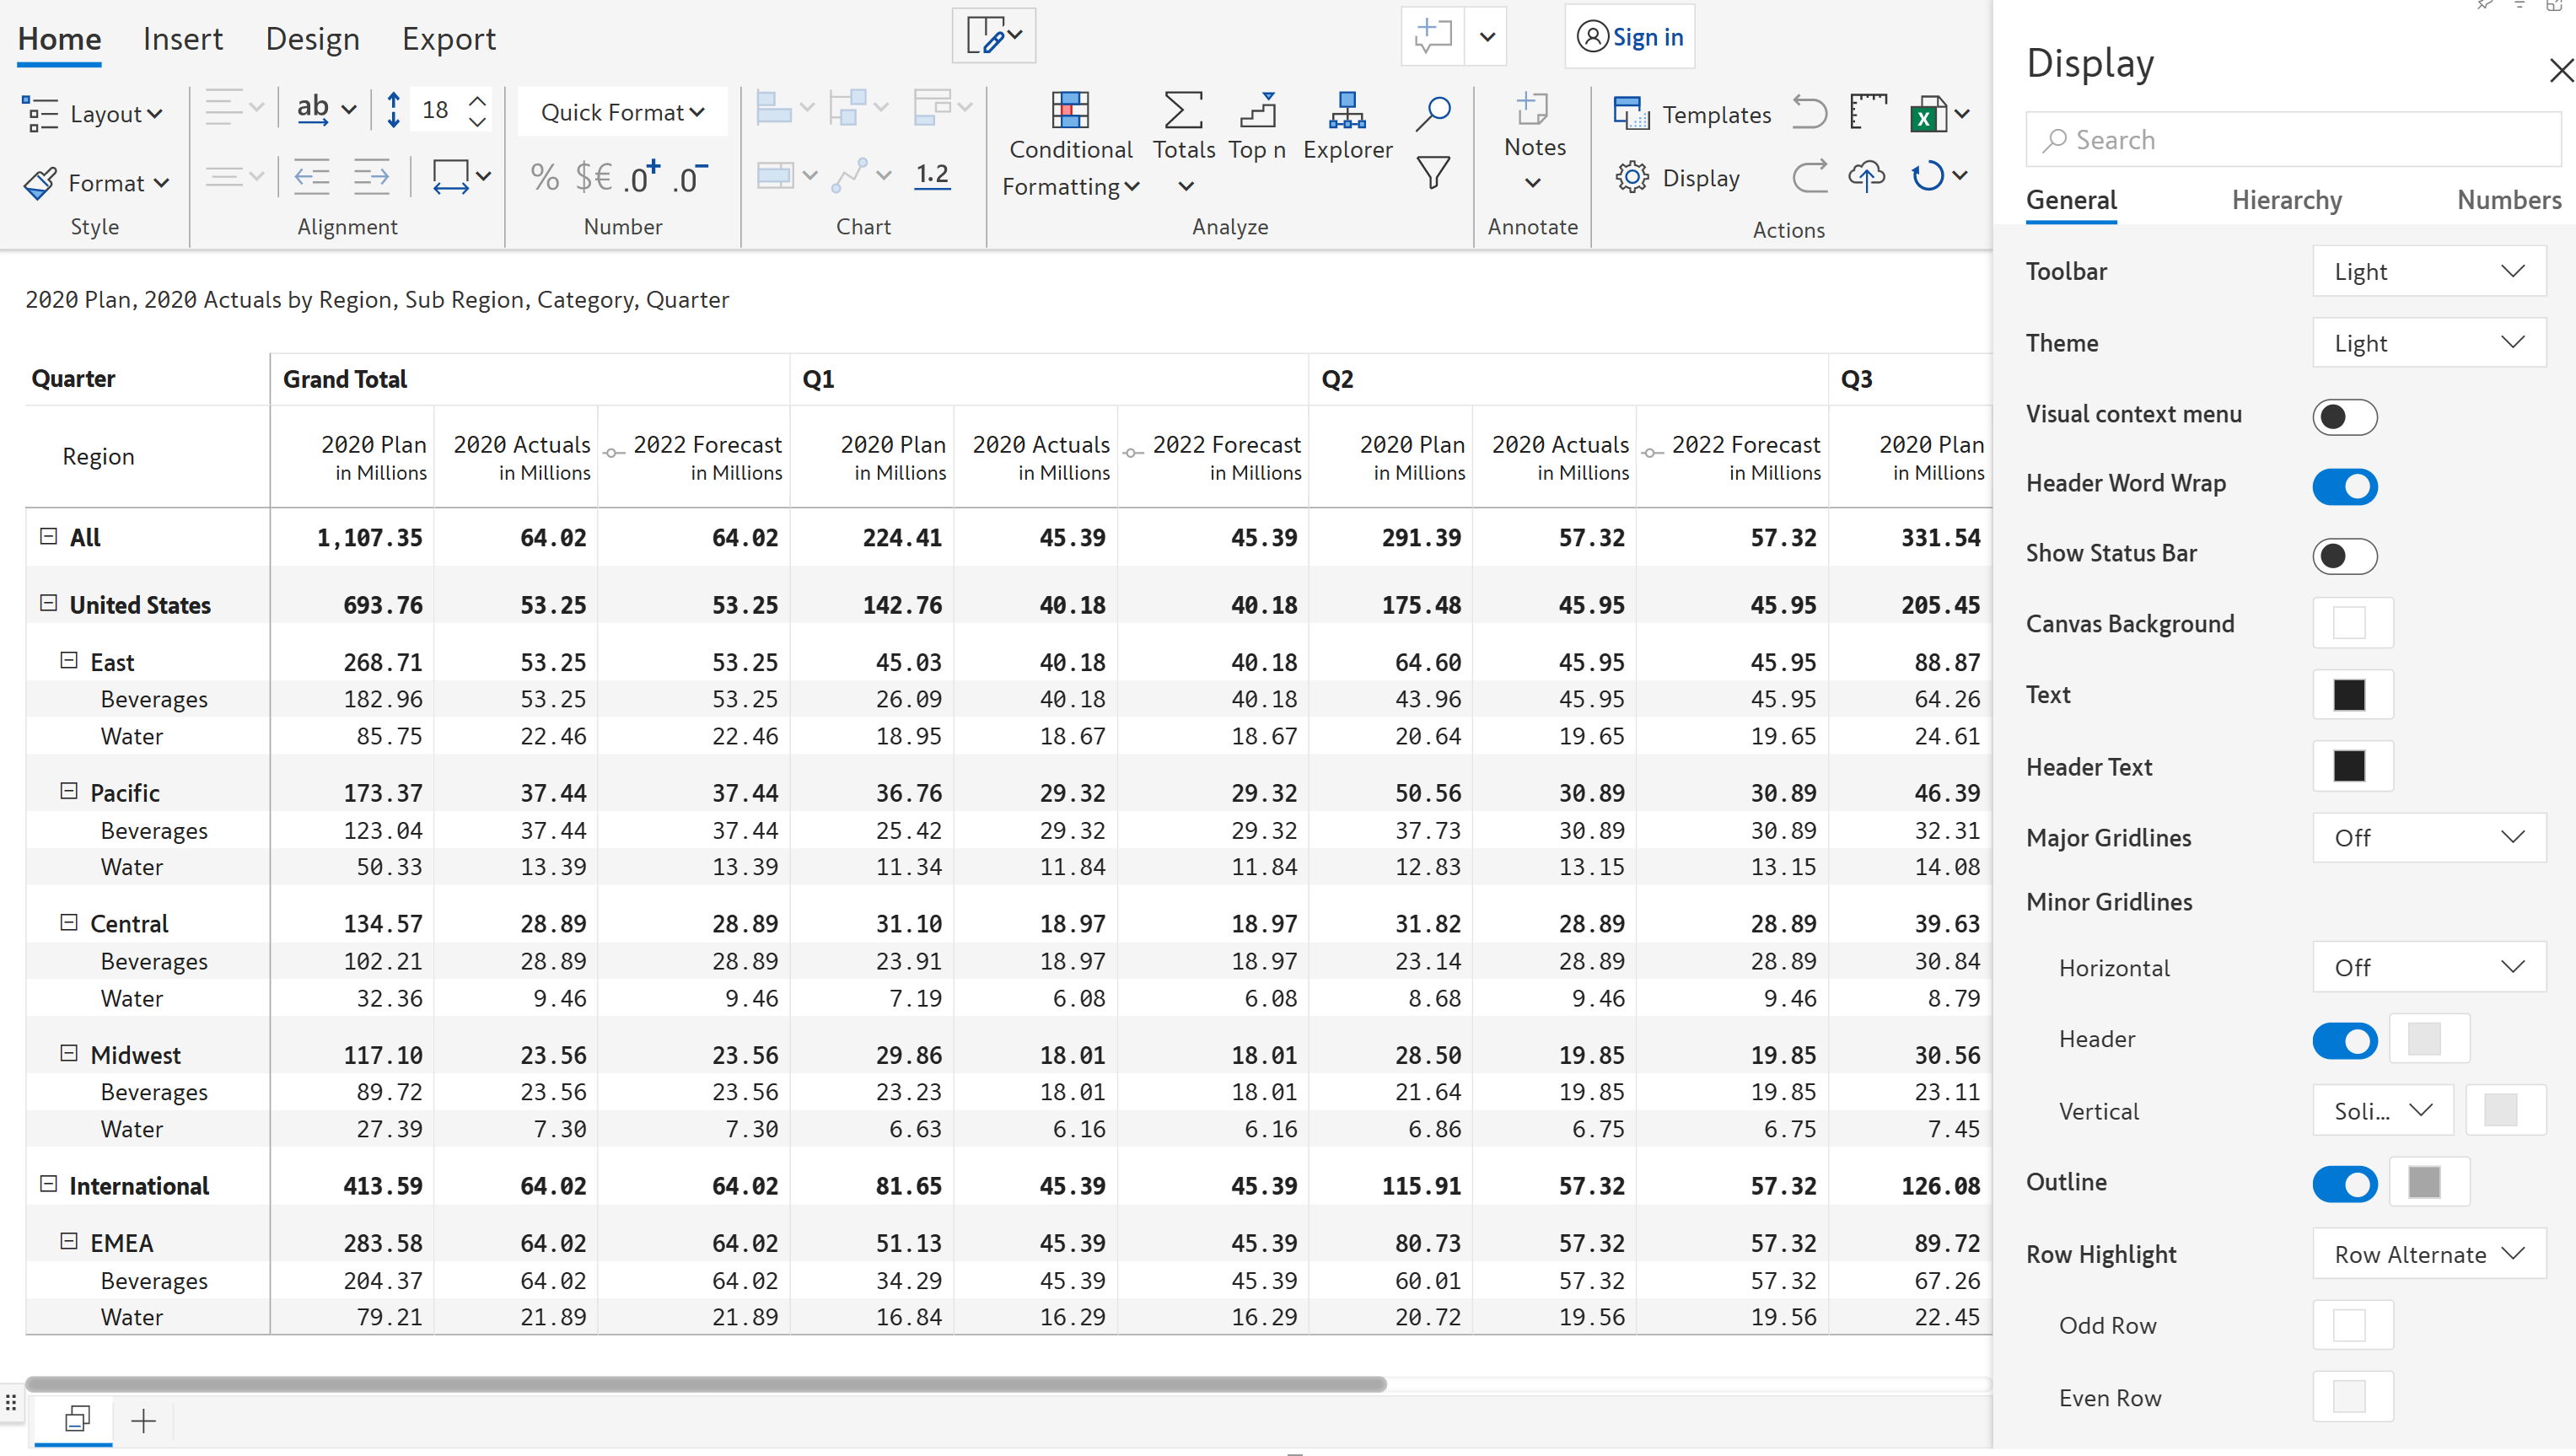 Home Insert Design Export Sign in
Layout ab 18 Quick Format Conditional Formatting Totals Top n Explorer Notes Templates
Format % $€ .0+ .0- 1.2 Display
Style Alignment Number Chart Analyze Annotate Actions
2020 Plan, 2020 Actuals by Region, Sub Region, Category, Quarter
Quarter Grand Total Q1 Q2 Q3
Region 2020 Plan 2020 Actuals 2022 Forecast 2020 Plan 2020 Actuals 2022 Forecast 2020 Plan 2020 Actuals 2022 Forecast 2020 Plan
in Millions in Millions in Millions in Millions in Millions in Millions in Millions in Millions in Millions in Millions
All 1,107.35 64.02 64.02 224.41 45.39 45.39 291.39 57.32 57.32 331.54
United States 693.76 53.25 53.25 142.76 40.18 40.18 175.48 45.95 45.95 205.45
East 268.71 53.25 53.25 45.03 40.18 40.18 64.60 45.95 45.95 88.87
Beverages 182.96 53.25 53.25 26.09 40.18 40.18 43.96 45.95 45.95 64.26
Water 85.75 22.46 22.46 18.95 18.67 18.67 20.64 19.65 19.65 24.61
Pacific 173.37 37.44 37.44 36.76 29.32 29.32 50.56 30.89 30.89 46.39
Beverages 123.04 37.44 37.44 25.42 29.32 29.32 37.73 30.89 30.89 32.31
Water 50.33 13.39 13.39 11.34 11.84 11.84 12.83 13.15 13.15 14.08
Central 134.57 28.89 28.89 31.10 18.97 18.97 31.82 28.89 28.89 39.63
Beverages 102.21 28.89 28.89 23.91 18.97 18.97 23.14 28.89 28.89 30.84
Water 32.36 9.46 9.46 7.19 6.08 6.08 8.68 9.46 9.46 8.79
Midwest 117.10 23.56 23.56 29.86 18.01 18.01 28.50 19.85 19.85 30.56
Beverages 89.72 23.56 23.56 23.23 18.01 18.01 21.64 19.85 19.85 23.11
Water 27.39 7.30 7.30 6.63 6.16 6.16 6.86 6.75 6.75 7.45
International 413.59 64.02 64.02 81.65 45.39 45.39 115.91 57.32 57.32 126.08
EMEA 283.58 64.02 64.02 51.13 45.39 45.39 80.73 57.32 57.32 89.72
Beverages 204.37 64.02 64.02 34.29 45.39 45.39 60.01 57.32 57.32 67.26
Water 79.21 21.89 21.89 16.84 16.29 16.29 20.72 19.56 19.56 22.45
Display
Search
General Hierarchy Numbers
Toolbar Light
Theme Light
Visual context menu
Header Word Wrap
Show Status Bar
Canvas Background
Text
Header Text
Major Gridlines Off
Minor Gridlines
Horizontal Off
Header
Vertical Soli...
Outline
Row Highlight Row Alternate
Odd Row
Even Row